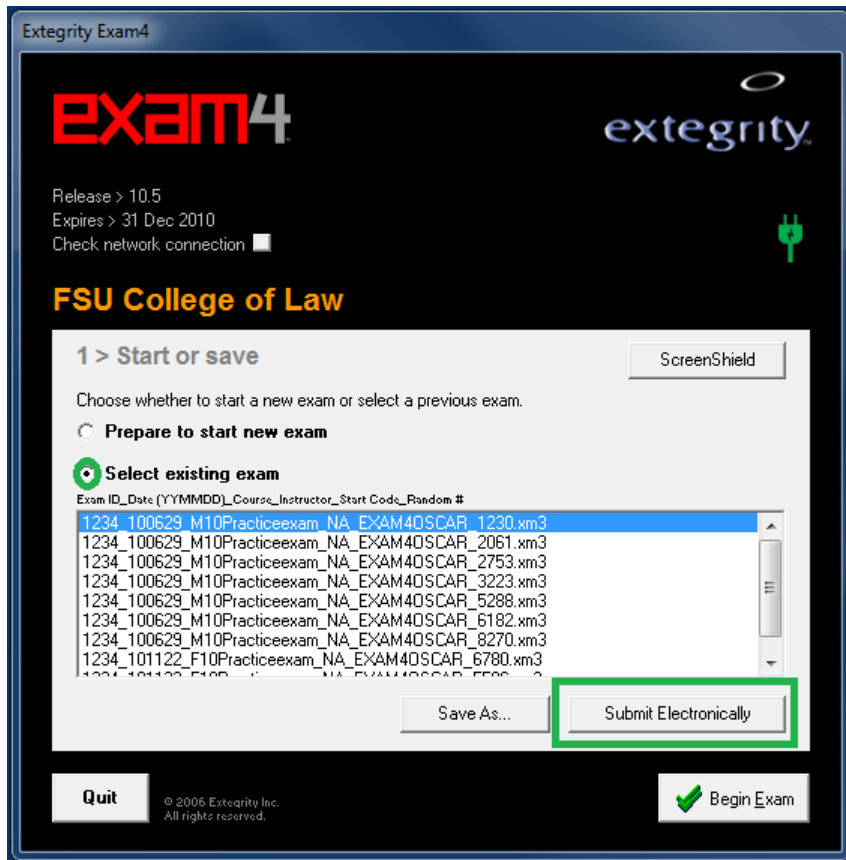 Extegrity Exam4
exam4
extegrity
Release > 10.5
Expires > 31 Dec 2010
Check network connection
FSU College of Law
1 > Start or save
ScreenShield
Choose whether to start a new exam or select a previous exam.
Prepare to start new exam
Select existing exam
Exam ID_Date (YYMMDD)_Course_Instructor_Start Code_Random #
1234_100629_M10Practiceexam_NA_EXAM4OSCAR_1230.xm3
1234_100629_M10Practiceexam_NA_EXAM4OSCAR_2061.xm3
1234_100629_M10Practiceexam_NA_EXAM4OSCAR_2753.xm3
1234_100629_M10Practiceexam_NA_EXAM4OSCAR_3223.xm3
1234_100629_M10Practiceexam_NA_EXAM4OSCAR_5288.xm3
1234_100629_M10Practiceexam_NA_EXAM4OSCAR_6182.xm3
1234_100629_M10Practiceexam_NA_EXAM4OSCAR_8270.xm3
1234_101122_F10Practiceexam_NA_EXAM4OSCAR_6780.xm3
Save As...
Submit Electronically
Quit
© 2006 Extegrity Inc.
All rights reserved.
Begin Exam